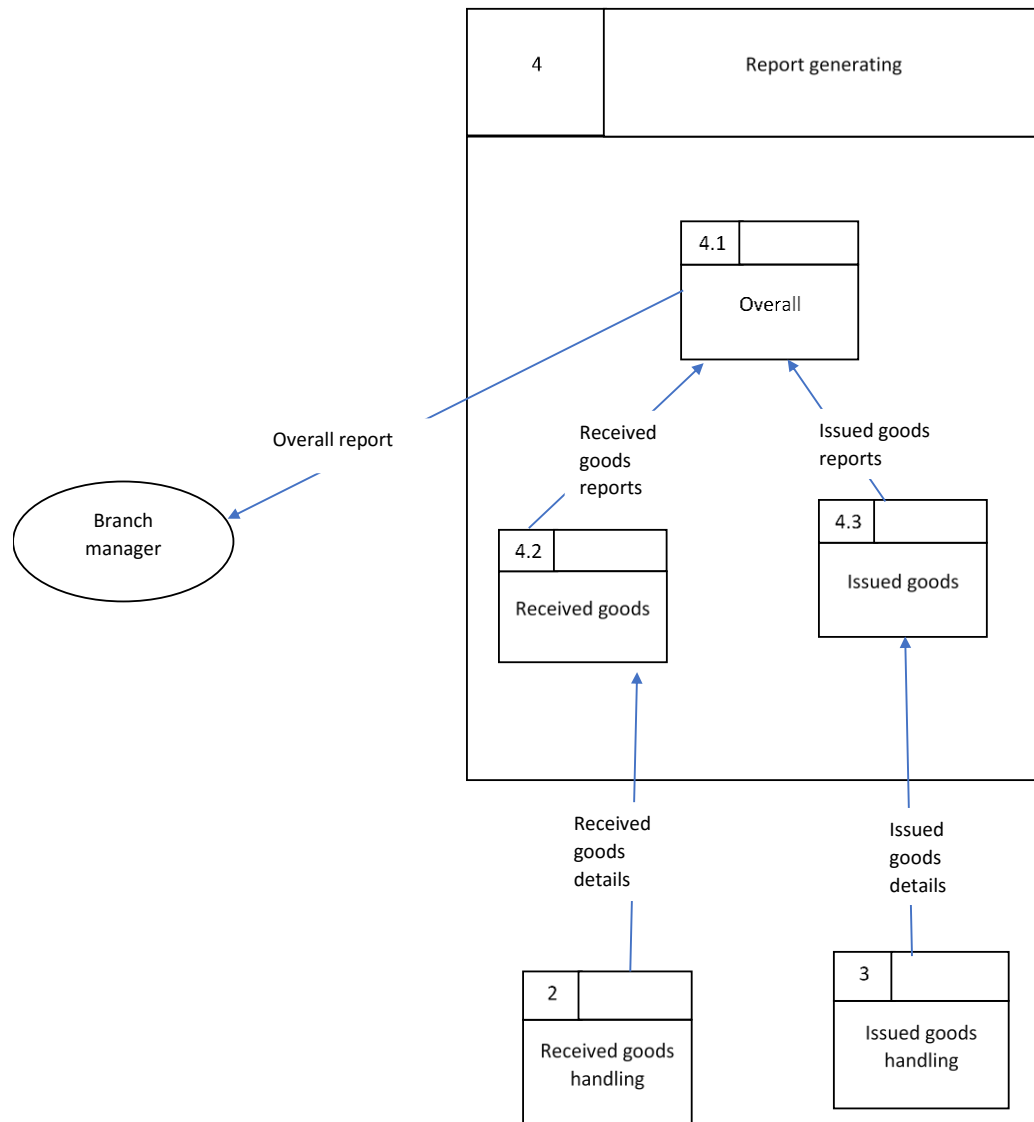 4
Report generating
4.1
Overall
Received
goods
reports
Issued goods
reports
Overall report
Branch
manager
4.2
Received goods
4.3
Issued goods
Received
goods
details
Issued
goods
details
2
Received goods
handling
3
Issued goods
handling